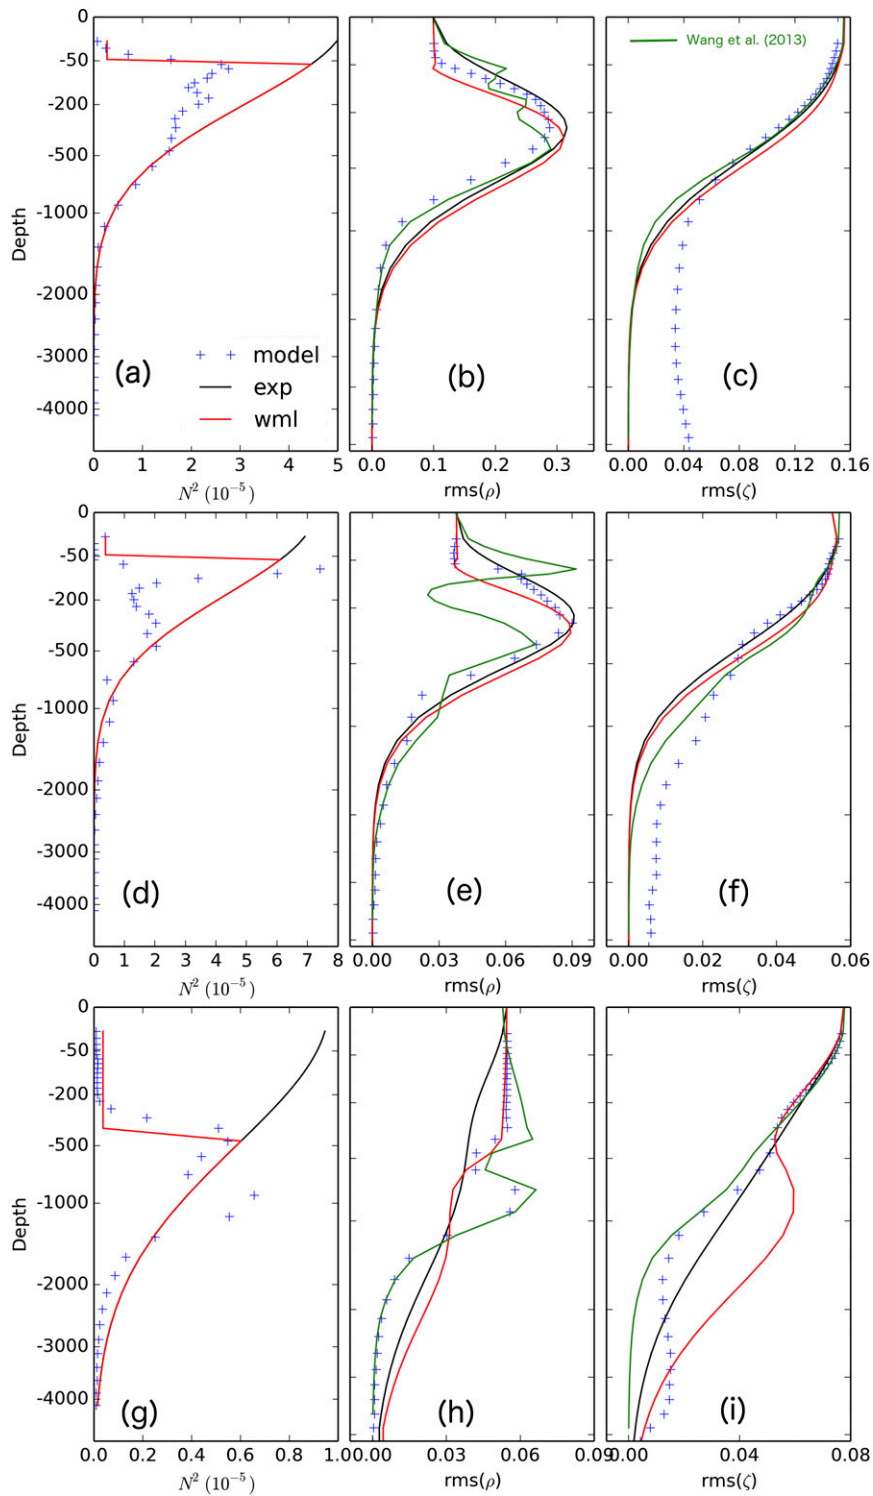 0
-50
-200
-500
-1000
-2000
-3000
-4000
Depth
(a)
model
exp
wml
0 1 2 3 4 5
N² (10⁻⁵)
(b)
0.0 0.1 0.2 0.3
rms(ρ)
Wang et al. (2013)
(c)
0.00 0.04 0.08 0.12 0.16
rms(ζ)
0
-50
-200
-500
-1000
-2000
-3000
-4000
Depth
(d)
0 1 2 3 4 5 6 7 8
N² (10⁻⁵)
(e)
0.00 0.03 0.06 0.09
rms(ρ)
(f)
0.00 0.02 0.04 0.06
rms(ζ)
0
-50
-200
-500
-1000
-2000
-3000
-4000
Depth
(g)
0.0 0.2 0.4 0.6 0.8 1.0
N² (10⁻⁵)
(h)
0.00 0.03 0.06 0.09
rms(ρ)
(i)
0.00 0.04 0.08
rms(ζ)